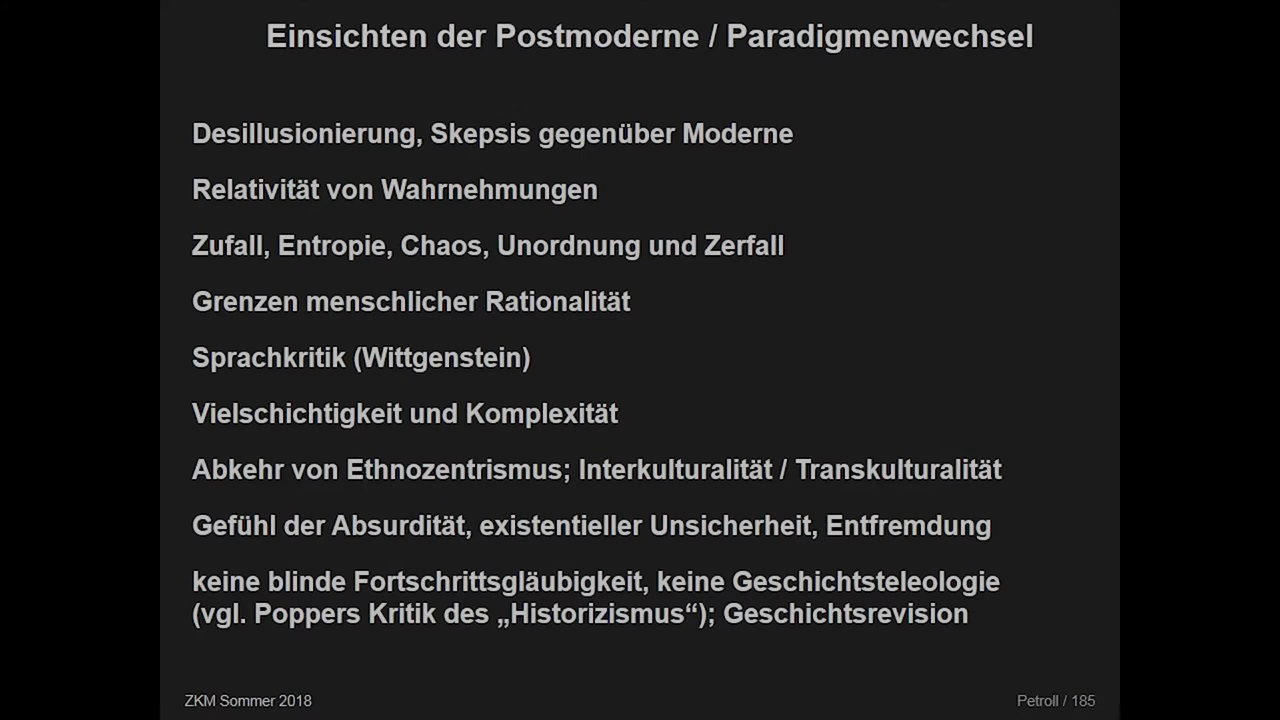 Einsichten der Postmoderne / Paradigmenwechsel
Desillusionierung, Skepsis gegenüber Moderne
Relativität von Wahrnehmungen
Zufall, Entropie, Chaos, Unordnung und Zerfall
Grenzen menschlicher Rationalität
Sprachkritik (Wittgenstein)
Vielschichtigkeit und Komplexität
Abkehr von Ethnozentrismus; Interkulturalität / Transkulturalität
Gefühl der Absurdität, existentieller Unsicherheit, Entfremdung
keine blinde Fortschrittsgläubigkeit, keine Geschichtsteleologie
(vgl. Poppers Kritik des „Historizismus“); Geschichtsrevision
ZKM Sommer 2018
Petroll / 185